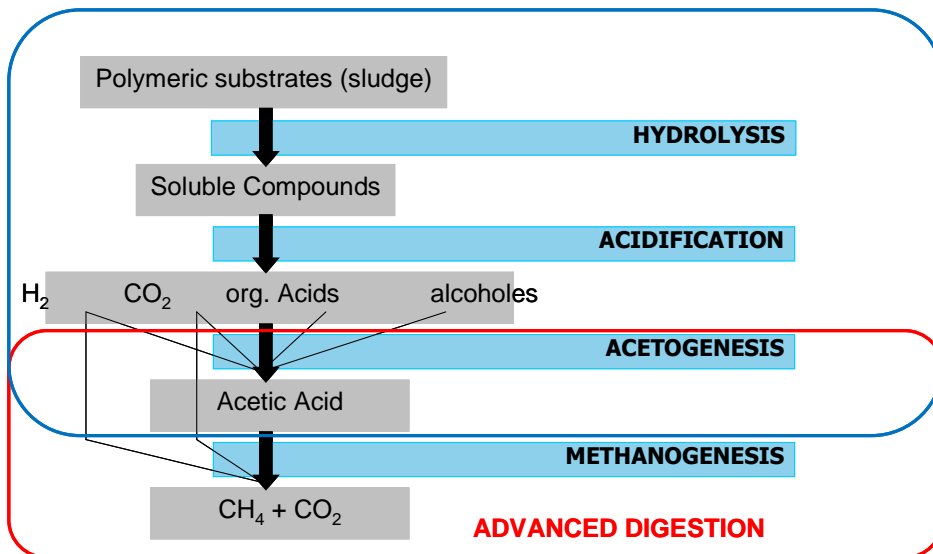 Polymeric substrates (sludge)
HYDROLYSIS
Soluble Compounds
ACIDIFICATION
H₂ CO₂ org. Acids alcoholes
ACETOGENESIS
Acetic Acid
METHANOGENESIS
CH₄ + CO₂
ADVANCED DIGESTION